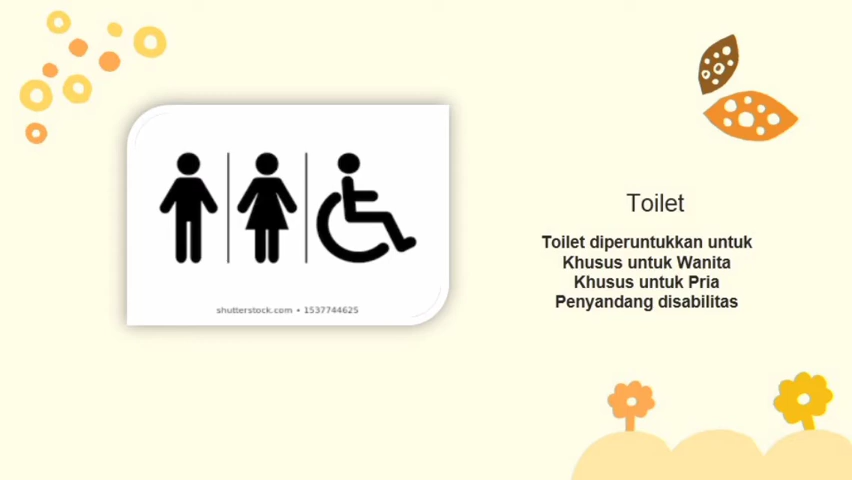 Toilet
Toilet diperuntukkan untuk
Khusus untuk Wanita
Khusus untuk Pria
Penyandang disabilitas
shutterstock.com • 1537744625